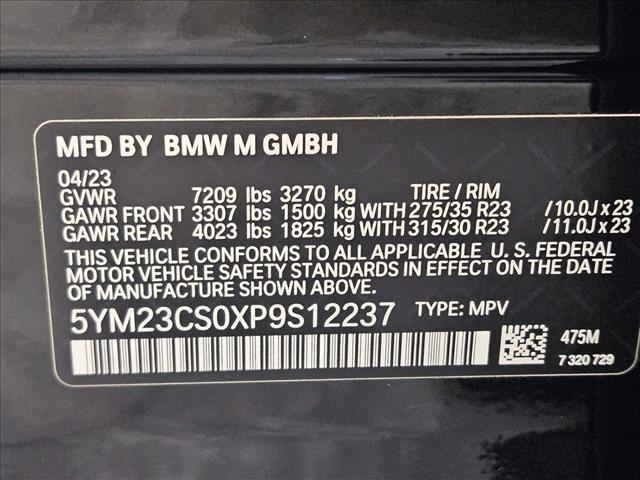 MFD BY BMW M GMBH
04/23
GVWR 7209 lbs 3270 kg TIRE / RIM
GAWR FRONT 3307 lbs 1500 kg WITH 275/35 R23 /10.0J x 23
GAWR REAR 4023 lbs 1825 kg WITH 315/30 R23 /11.0J x 23
THIS VEHICLE CONFORMS TO ALL APPLICABLE U. S. FEDERAL
MOTOR VEHICLE SAFETY STANDARDS IN EFFECT ON THE DATE
OF MANUFACTURE SHOWN ABOVE.
5YM23CS0XP9S12237 TYPE: MPV
475M
7 320 729